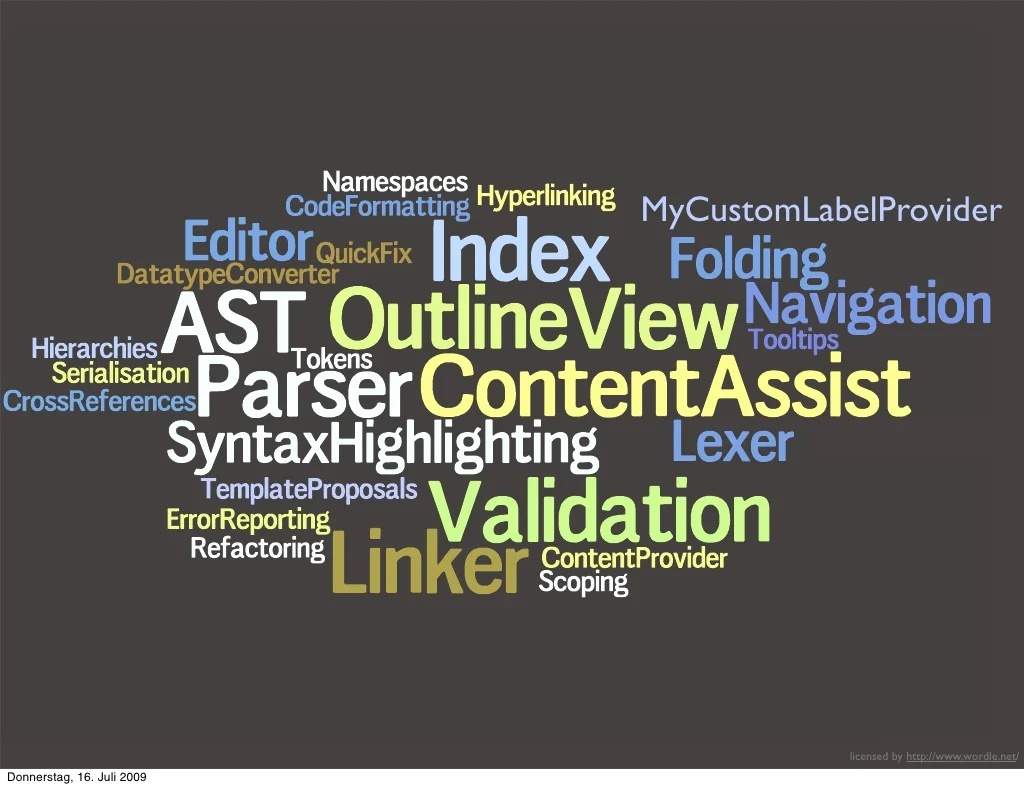 Namespaces
CodeFormatting
Hyperlinking
MyCustomLabelProvider
Editor
QuickFix
Index
Folding
DatatypeConverter
AST
OutlineView
Navigation
Tooltips
Hierarchies
Tokens
Serialisation
Parser
ContentAssist
CrossReferences
SyntaxHighlighting
Lexer
TemplateProposals
Validation
ErrorReporting
Refactoring
Linker
ContentProvider
Scoping
licensed by http://www.wordle.net/
Donnerstag, 16. Juli 2009